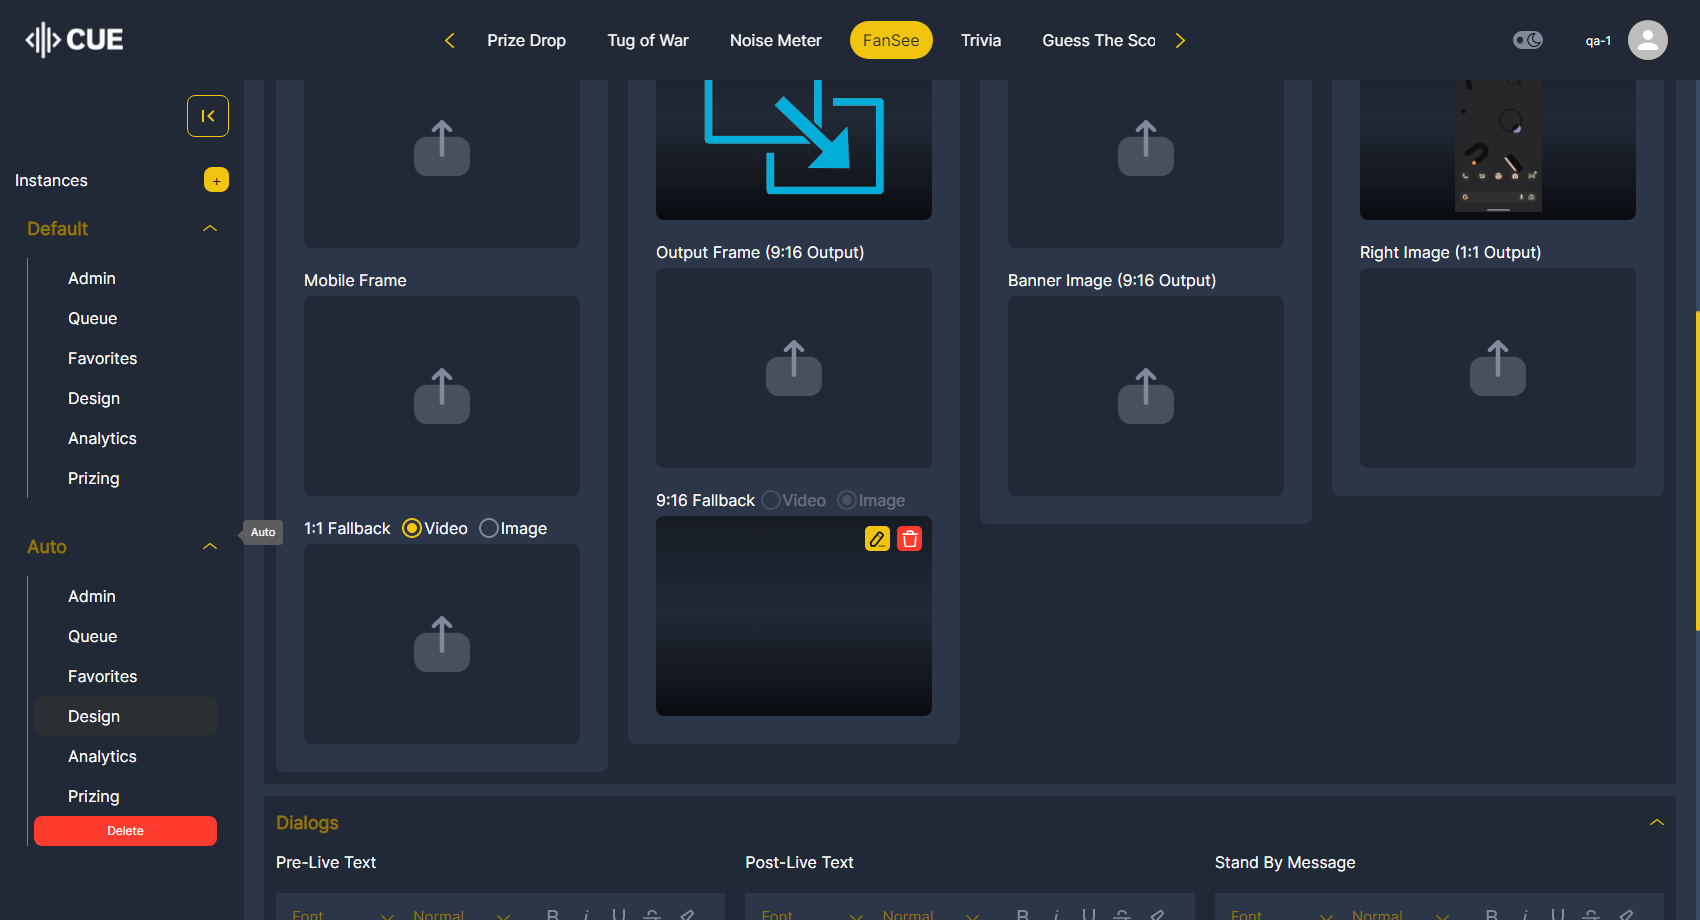 CUE
Prize Drop
Tug of War
Noise Meter
FanSee
Trivia
Guess The Sco
qa-1
Instances
+
Default
Admin
Queue
Favorites
Design
Analytics
Prizing
Auto
Admin
Queue
Favorites
Design
Analytics
Prizing
Delete
Auto
Mobile Frame
1:1 Fallback Video Image
Output Frame (9:16 Output)
9:16 Fallback Video Image
Banner Image (9:16 Output)
Right Image (1:1 Output)
Dialogs
Pre-Live Text
Font Normal B i U S
Post-Live Text
Font Normal B i U S
Stand By Message
Font Normal B i U S